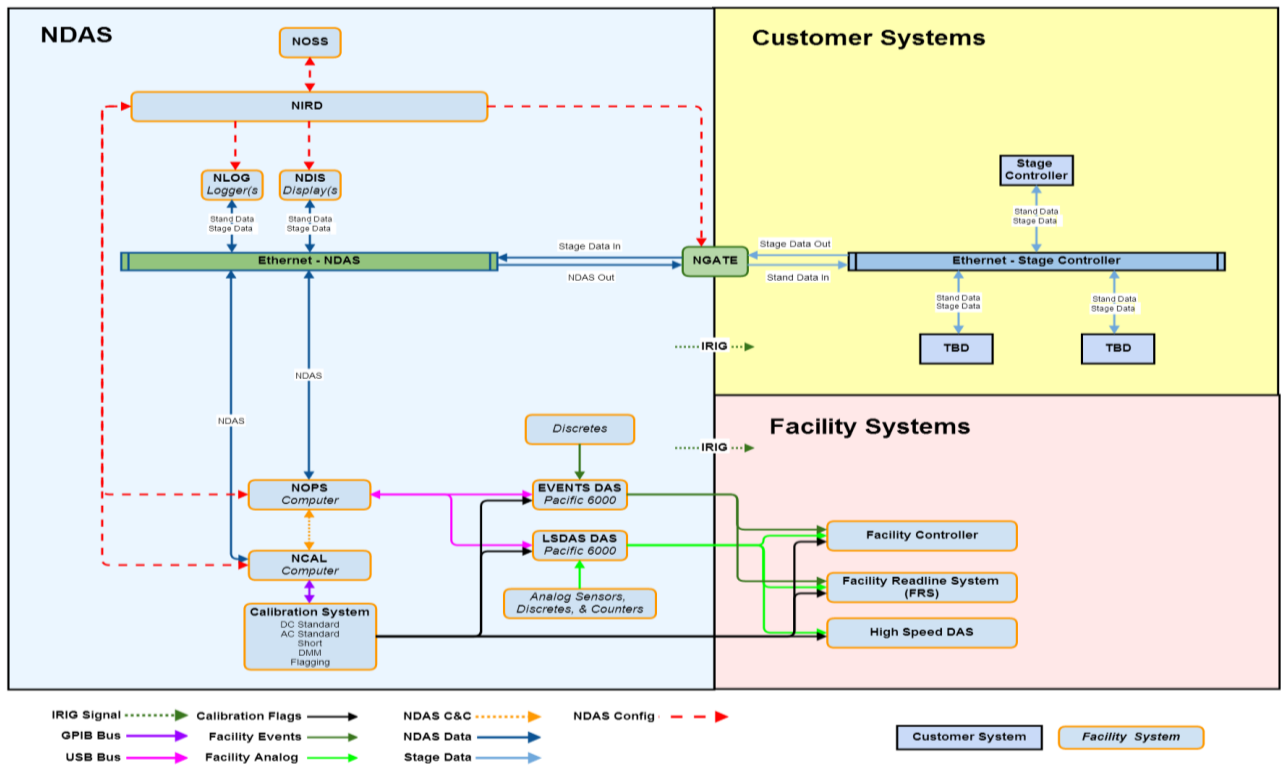 NDAS
Customer Systems
NOSS
NIRD
NLOG
Logger(s
NDIS
Display(s
Stage
Controller
Stand Data
Stage Data
Stand Data
Stage Data
Stand Data
Stage Data
Ethernet - NDAS
Stage Data In
NDAS Out
NGATE
Stage Data Out
Stand Data In
Ethernet - Stage Controller
Stand Data
Stage Data
Stand Data
Stage Data
IRIG
TBD
TBD
NDAS
NDAS
Discretes
IRIG
Facility Systems
NOPS
Computer
EVENTS DAS
Pacific 6000
LSDAS DAS
Pacific 6000
Facility Controller
NCAL
Computer
Analog Sensors,
Discretes, & Counters
Facility Readline System
(FRS)
Calibration System
DC Standard
AC Standard
Short
DMM
Flagging
High Speed DAS
IRIG Signal
Calibration Flags
NDAS C&C
NDAS Config
GPIB Bus
Facility Events
NDAS Data
USB Bus
Facility Analog
Stage Data
Customer System
Facility System